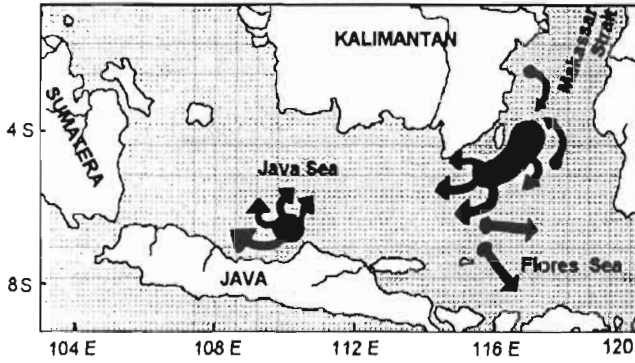 KALIMANTAN
Makassar
Strait
SUMATERA
4 S
Java Sea
JAVA
Flores Sea
8 S
104 E
108 E
112 E
116 E
120